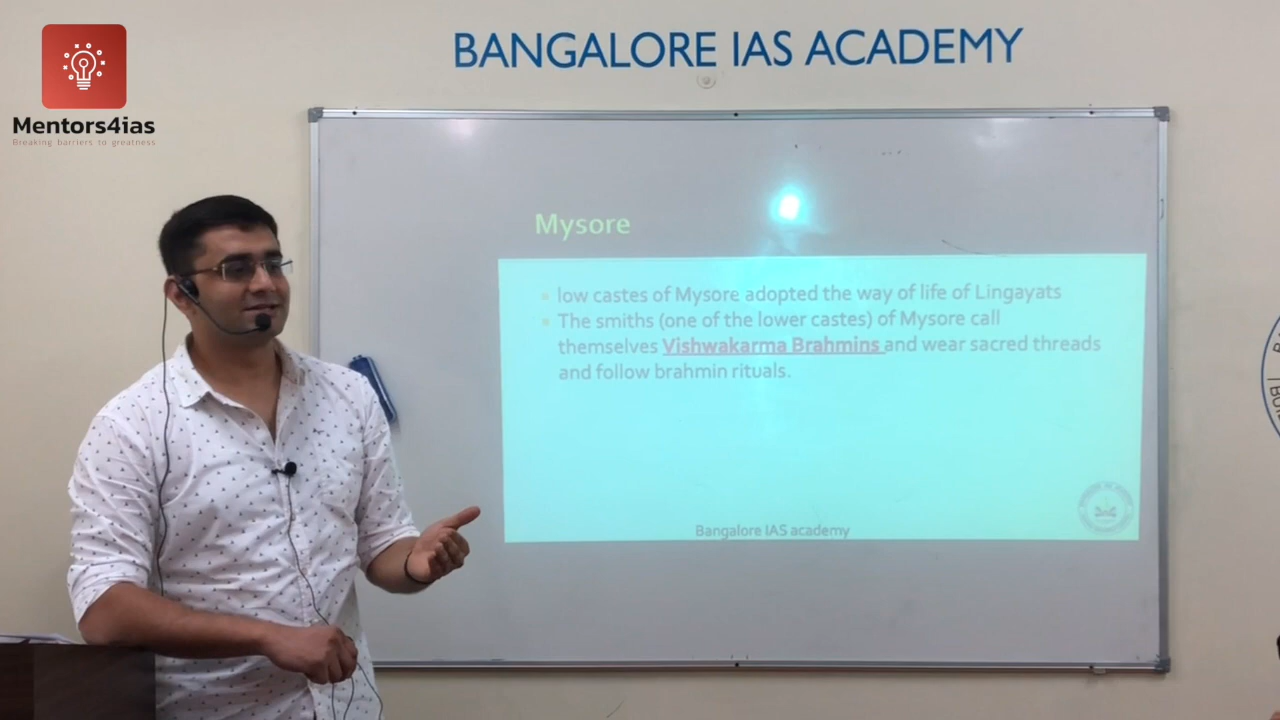 Mentors4ias
Breaking barriers to greatness
BANGALORE IAS ACADEMY
Mysore
low castes of Mysore adopted the way of life of Lingayats
The smiths (one of the lower castes) of Mysore call
themselves Vishwakarma Brahmins and wear sacred threads
and follow brahmin rituals.
Bangalore IAS academy